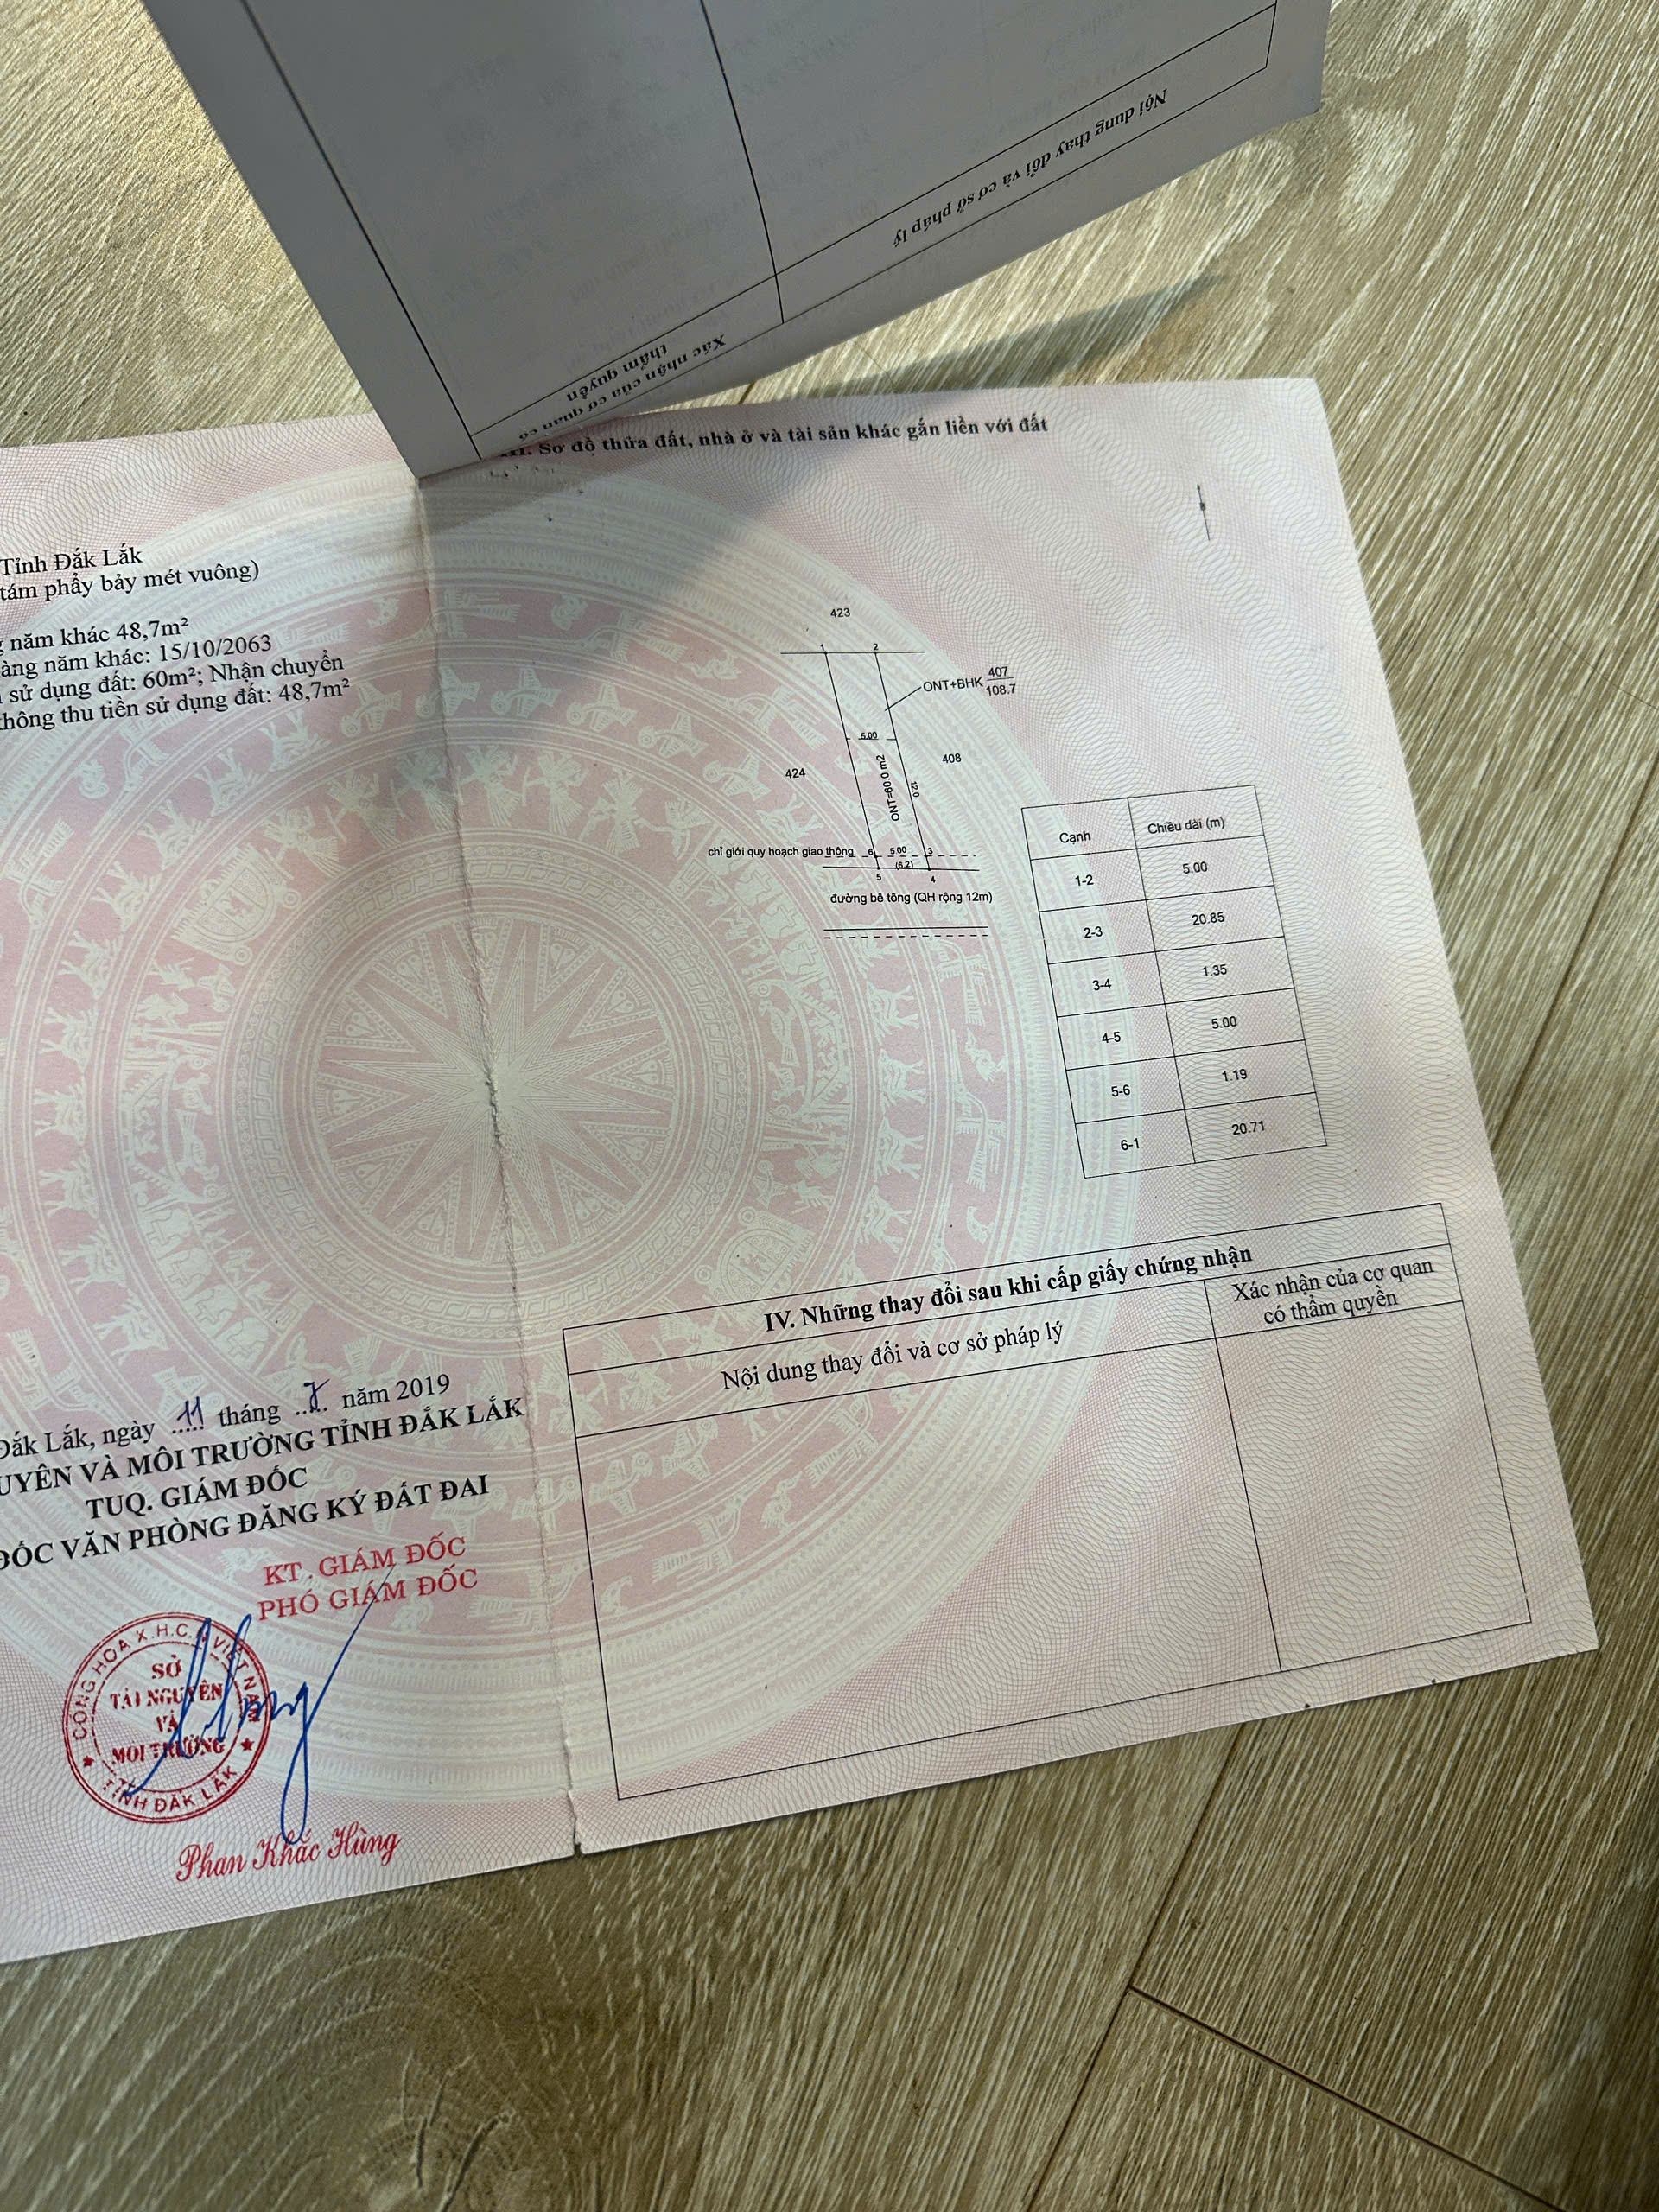 Nội dung thay đổi và cơ sở pháp lý
Xác nhận của cơ quan có
thẩm quyền
III. Sơ đồ thửa đất, nhà ở và tài sản khác gắn liền với đất
Tỉnh Đắk Lắk
tám phẩy bảy mét vuông)
năm khác 48,7m²
hàng năm khác: 15/10/2063
sử dụng đất: 60m²; Nhận chuyển
không thu tiền sử dụng đất: 48,7m²
423
1 2
ONT+BHK 407
108.7
5.00
424
408
ONT=60.0 m2
12.0
chỉ giới quy hoạch giao thông 6 5.00 3
(6.2)
5 4
đường bê tông (QH rộng 12m)
Cạnh Chiều dài (m)
1-2 5.00
2-3 20.85
3-4 1.35
4-5 5.00
5-6 1.19
6-1 20.71
IV. Những thay đổi sau khi cấp giấy chứng nhận
Nội dung thay đổi và cơ sở pháp lý
Xác nhận của cơ quan
có thẩm quyền
Đắk Lắk, ngày 11 tháng 7 năm 2019
UYÊN VÀ MÔI TRƯỜNG TỈNH ĐẮK LẮK
TUQ. GIÁM ĐỐC
ĐỐC VĂN PHÒNG ĐĂNG KÝ ĐẤT ĐAI
KT. GIÁM ĐỐC
PHÓ GIÁM ĐỐC
CỘNG HÒA X.H.C.N VIỆT NAM
SỞ
TÀI NGUYÊN
VÀ
MÔI TRƯỜNG
TỈNH ĐẮK LẮK
Phan Khắc Hùng